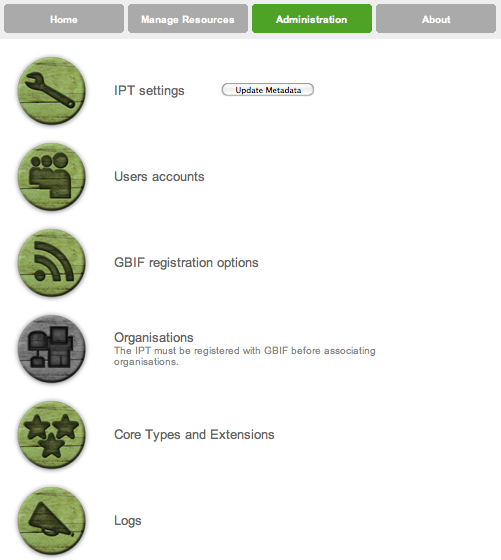 Home
Manage Resources
Administration
About
IPT settings
Update Metadata
Users accounts
GBIF registration options
Organisations
The IPT must be registered with GBIF before associating
organisations.
Core Types and Extensions
Logs